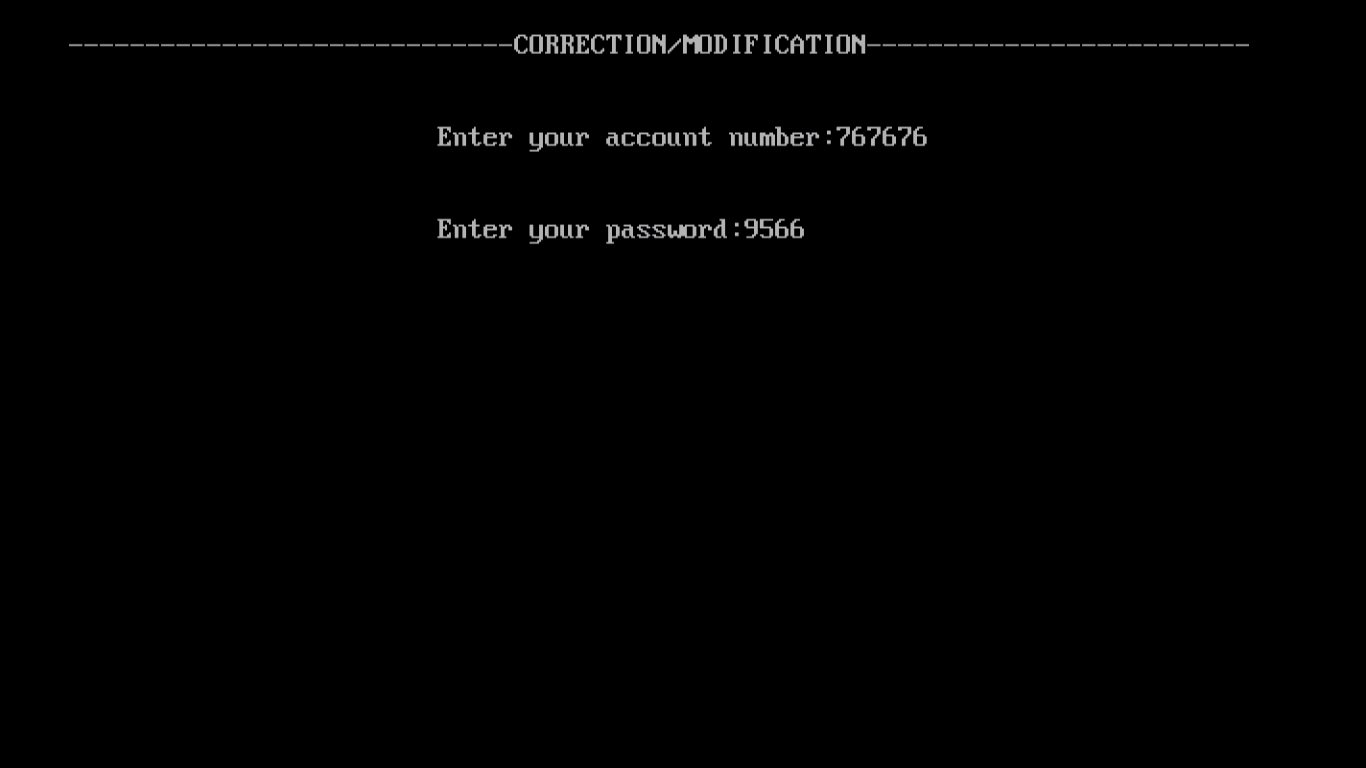 -----------------------------CORRECTION/MODIFICATION-------------------------
Enter your account number:767676
Enter your password:9566